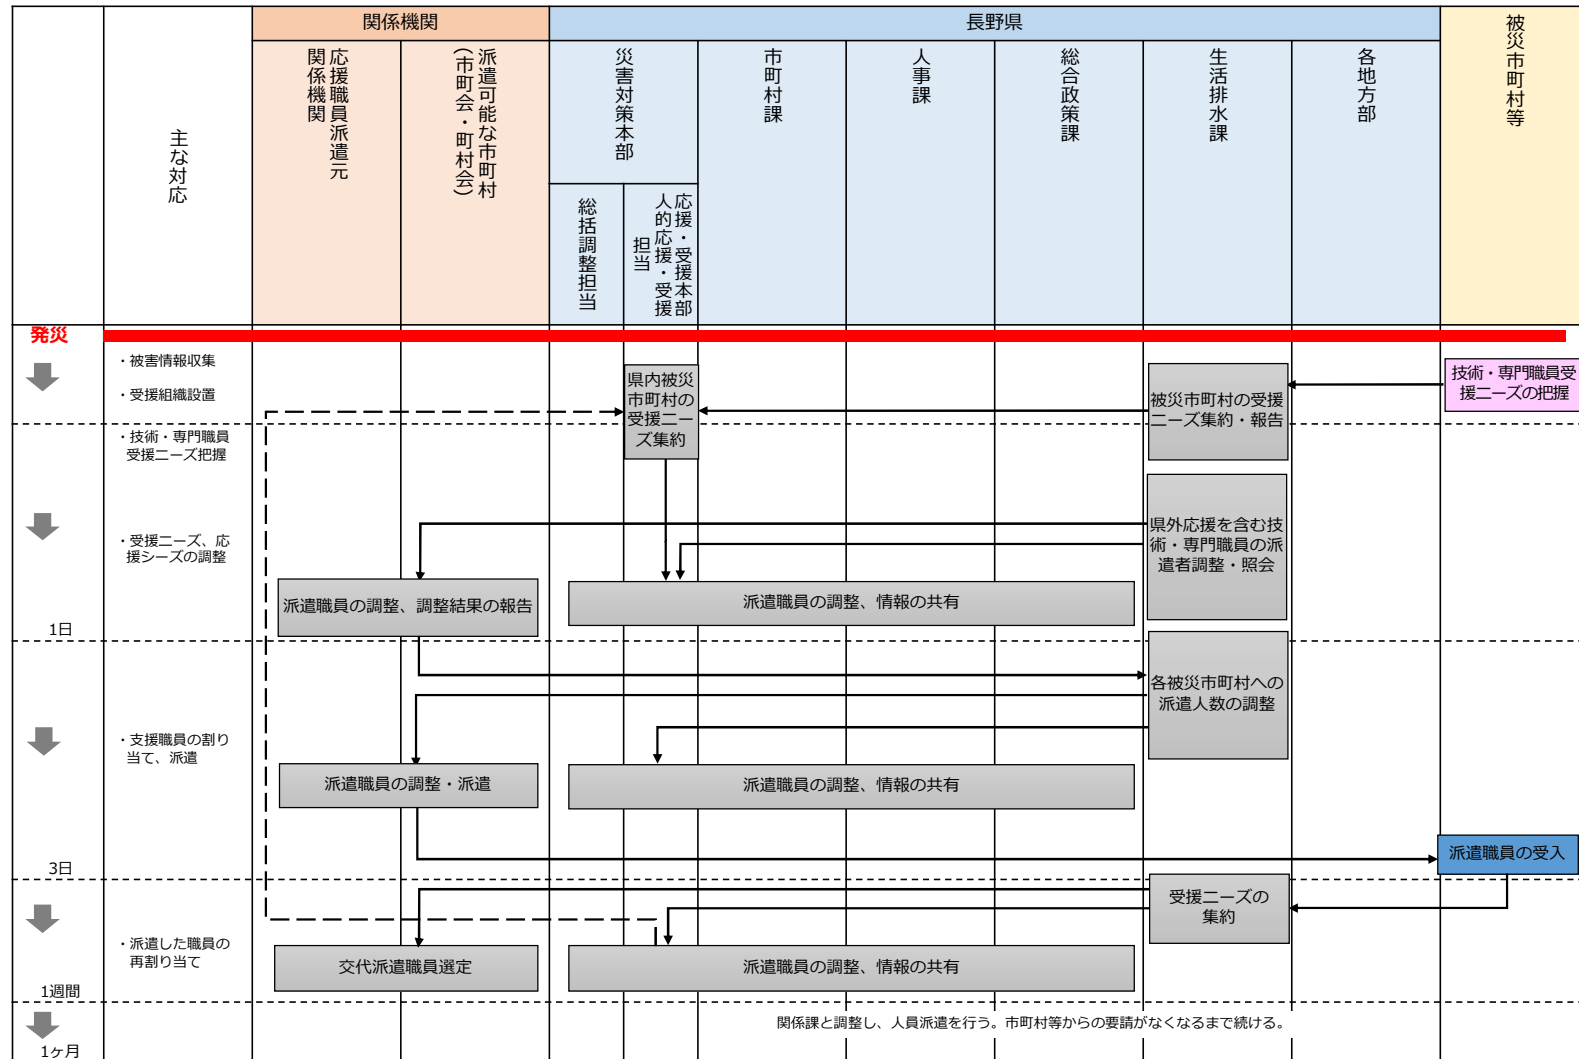 関係機関
長野県
被災市町村等
主な対応
応援職員派遣元
関係機関
派遣可能な市町村
(市町会・町村会)
災害対策本部
市町村課
人事課
総合政策課
生活排水課
各地方部
総括調整担当
応援・受援本部
人的応援・受援
担当
発災
・被害情報収集
・受援組織設置
県内被災
市町村の
受援ニー
ズ集約
被災市町村の受援
ニーズ集約・報告
技術・専門職員受
援ニーズの把握
・技術・専門職員
受援ニーズ把握
・受援ニーズ、応
援シーズの調整
県外応援を含む技
術・専門職員の派
遣者調整・照会
派遣職員の調整、調整結果の報告
派遣職員の調整、情報の共有
1日
各被災市町村への
派遣人数の調整
・支援職員の割り
当て、派遣
派遣職員の調整・派遣
派遣職員の調整、情報の共有
派遣職員の受入
3日
受援ニーズの
集約
・派遣した職員の
再割り当て
交代派遣職員選定
派遣職員の調整、情報の共有
1週間
関係課と調整し、人員派遣を行う。市町村等からの要請がなくなるまで続ける。
1ヶ月